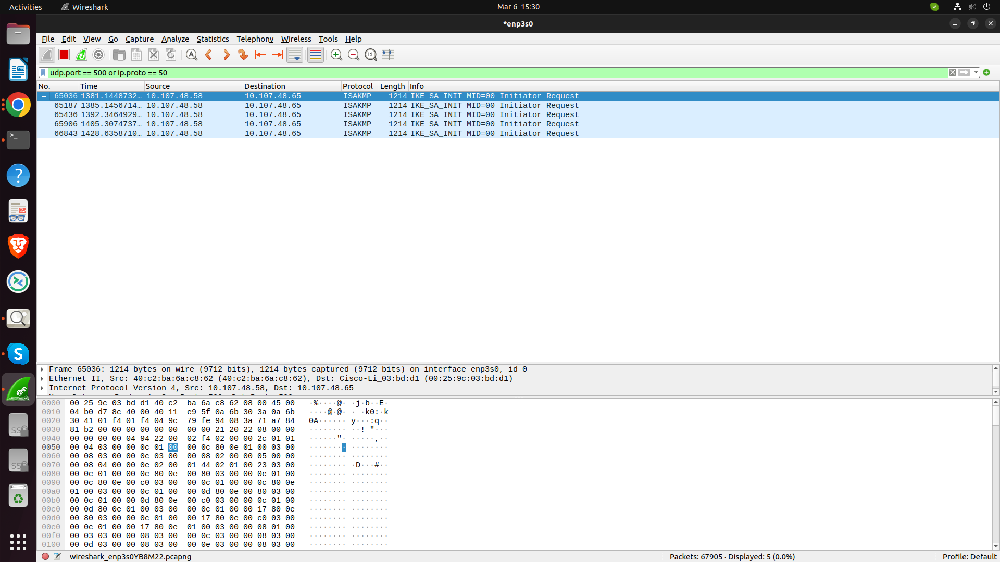 Activities Wireshark Mar 6 15:30
*enp3s0
File Edit View Go Capture Analyze Statistics Telephony Wireless Tools Help
udp.port == 500 or ip.proto == 50
No. Time Source Destination Protocol Length Info
65036 1381.1448732… 10.107.48.58 10.107.48.65 ISAKMP 1214 IKE_SA_INIT MID=00 Initiator Request
65187 1385.1456714… 10.107.48.58 10.107.48.65 ISAKMP 1214 IKE_SA_INIT MID=00 Initiator Request
65436 1392.3464929… 10.107.48.58 10.107.48.65 ISAKMP 1214 IKE_SA_INIT MID=00 Initiator Request
65906 1405.3074737… 10.107.48.58 10.107.48.65 ISAKMP 1214 IKE_SA_INIT MID=00 Initiator Request
66843 1428.6358710… 10.107.48.58 10.107.48.65 ISAKMP 1214 IKE_SA_INIT MID=00 Initiator Request
Frame 65036: 1214 bytes on wire (9712 bits), 1214 bytes captured (9712 bits) on interface enp3s0, id 0
Ethernet II, Src: 40:c2:ba:6a:c8:62 (40:c2:ba:6a:c8:62), Dst: Cisco-Li_03:bd:d1 (00:25:9c:03:bd:d1)
Internet Protocol Version 4, Src: 10.107.48.58, Dst: 10.107.48.65
0000 00 25 9c 03 bd d1 40 c2 ba 6a c8 62 08 00 45 00 ·%····@· ·j·b··E·
0010 04 b0 d7 8c 40 00 40 11 e9 5f 0a 6b 30 3a 0a 6b ····@·@· ·_·k0:·k
0020 30 41 01 f4 01 f4 04 9c 79 fe 94 08 3a 71 a7 84 0A······ y···:q··
0030 81 b2 00 00 00 00 00 00 00 00 21 20 22 08 00 00 ········ ··! "···
0040 00 00 00 00 04 94 22 00 02 f4 02 00 00 2c 01 01 ······"· ·····,··
0050 00 04 03 00 00 0c 01 00 00 0c 80 0e 01 00 03 00 ········ ········
0060 00 08 03 00 00 0c 03 00 00 08 02 00 00 05 00 00 ········ ········
0070 00 08 04 00 00 0e 02 00 01 44 02 01 00 23 03 00 ········ ·D···#··
0080 00 0c 01 00 00 0c 80 0e 00 80 03 00 00 0c 01 00 ········ ········
0090 00 0c 80 0e 00 c0 03 00 00 0c 01 00 00 0c 80 0e ········ ········
00a0 01 00 03 00 00 0c 01 00 00 0d 80 0e 00 80 03 00 ········ ········
00b0 00 0c 01 00 00 0d 80 0e 00 c0 03 00 00 0c 01 00 ········ ········
00c0 00 0d 80 0e 01 00 03 00 00 0c 01 00 00 17 80 0e ········ ········
00d0 00 80 03 00 00 0c 01 00 00 17 80 0e 00 c0 03 00 ········ ········
00e0 00 0c 01 00 00 17 80 0e 01 00 03 00 00 08 01 00 ········ ········
00f0 00 03 03 00 00 08 03 00 00 0c 03 00 00 08 03 00 ········ ········
0100 00 0d 03 00 00 08 03 00 00 0e 03 00 00 08 03 00 ········ ········
wireshark_enp3s0YB8M22.pcapng Packets: 67905 · Displayed: 5 (0.0%) Profile: Default